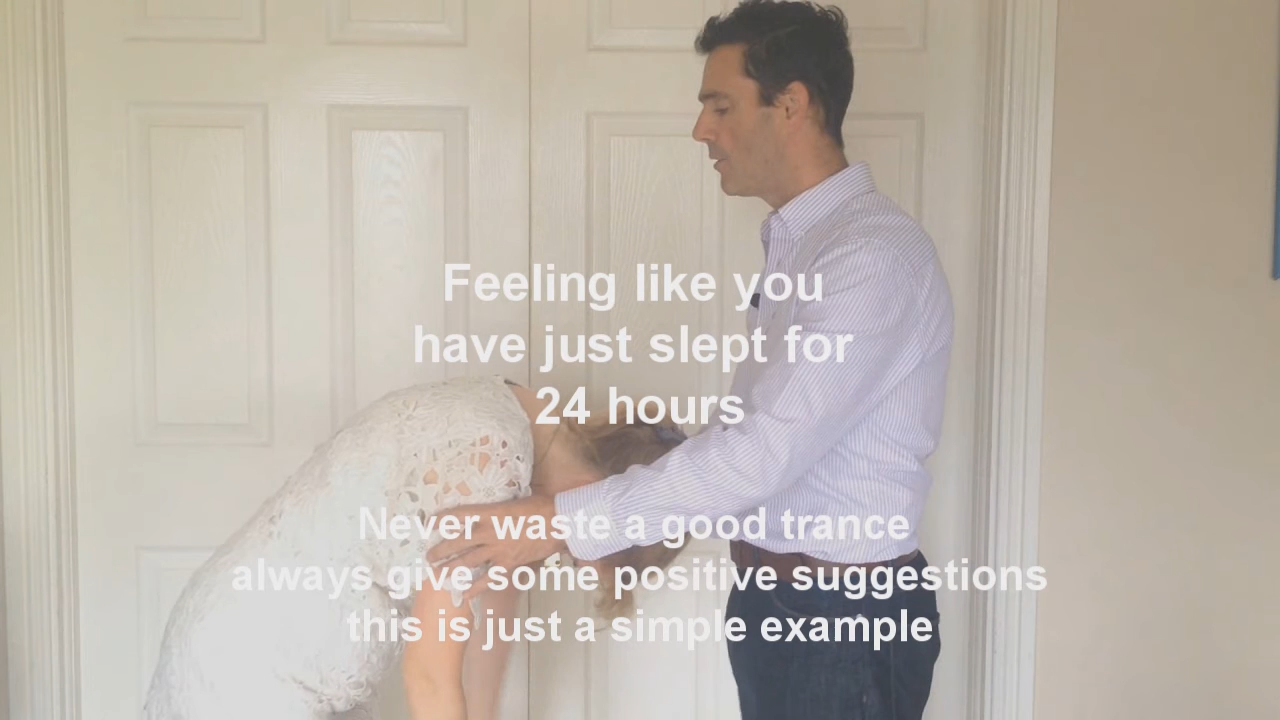 Feeling like you
have just slept for
24 hours
Never waste a good trance
always give some positive suggestions
this is just a simple example